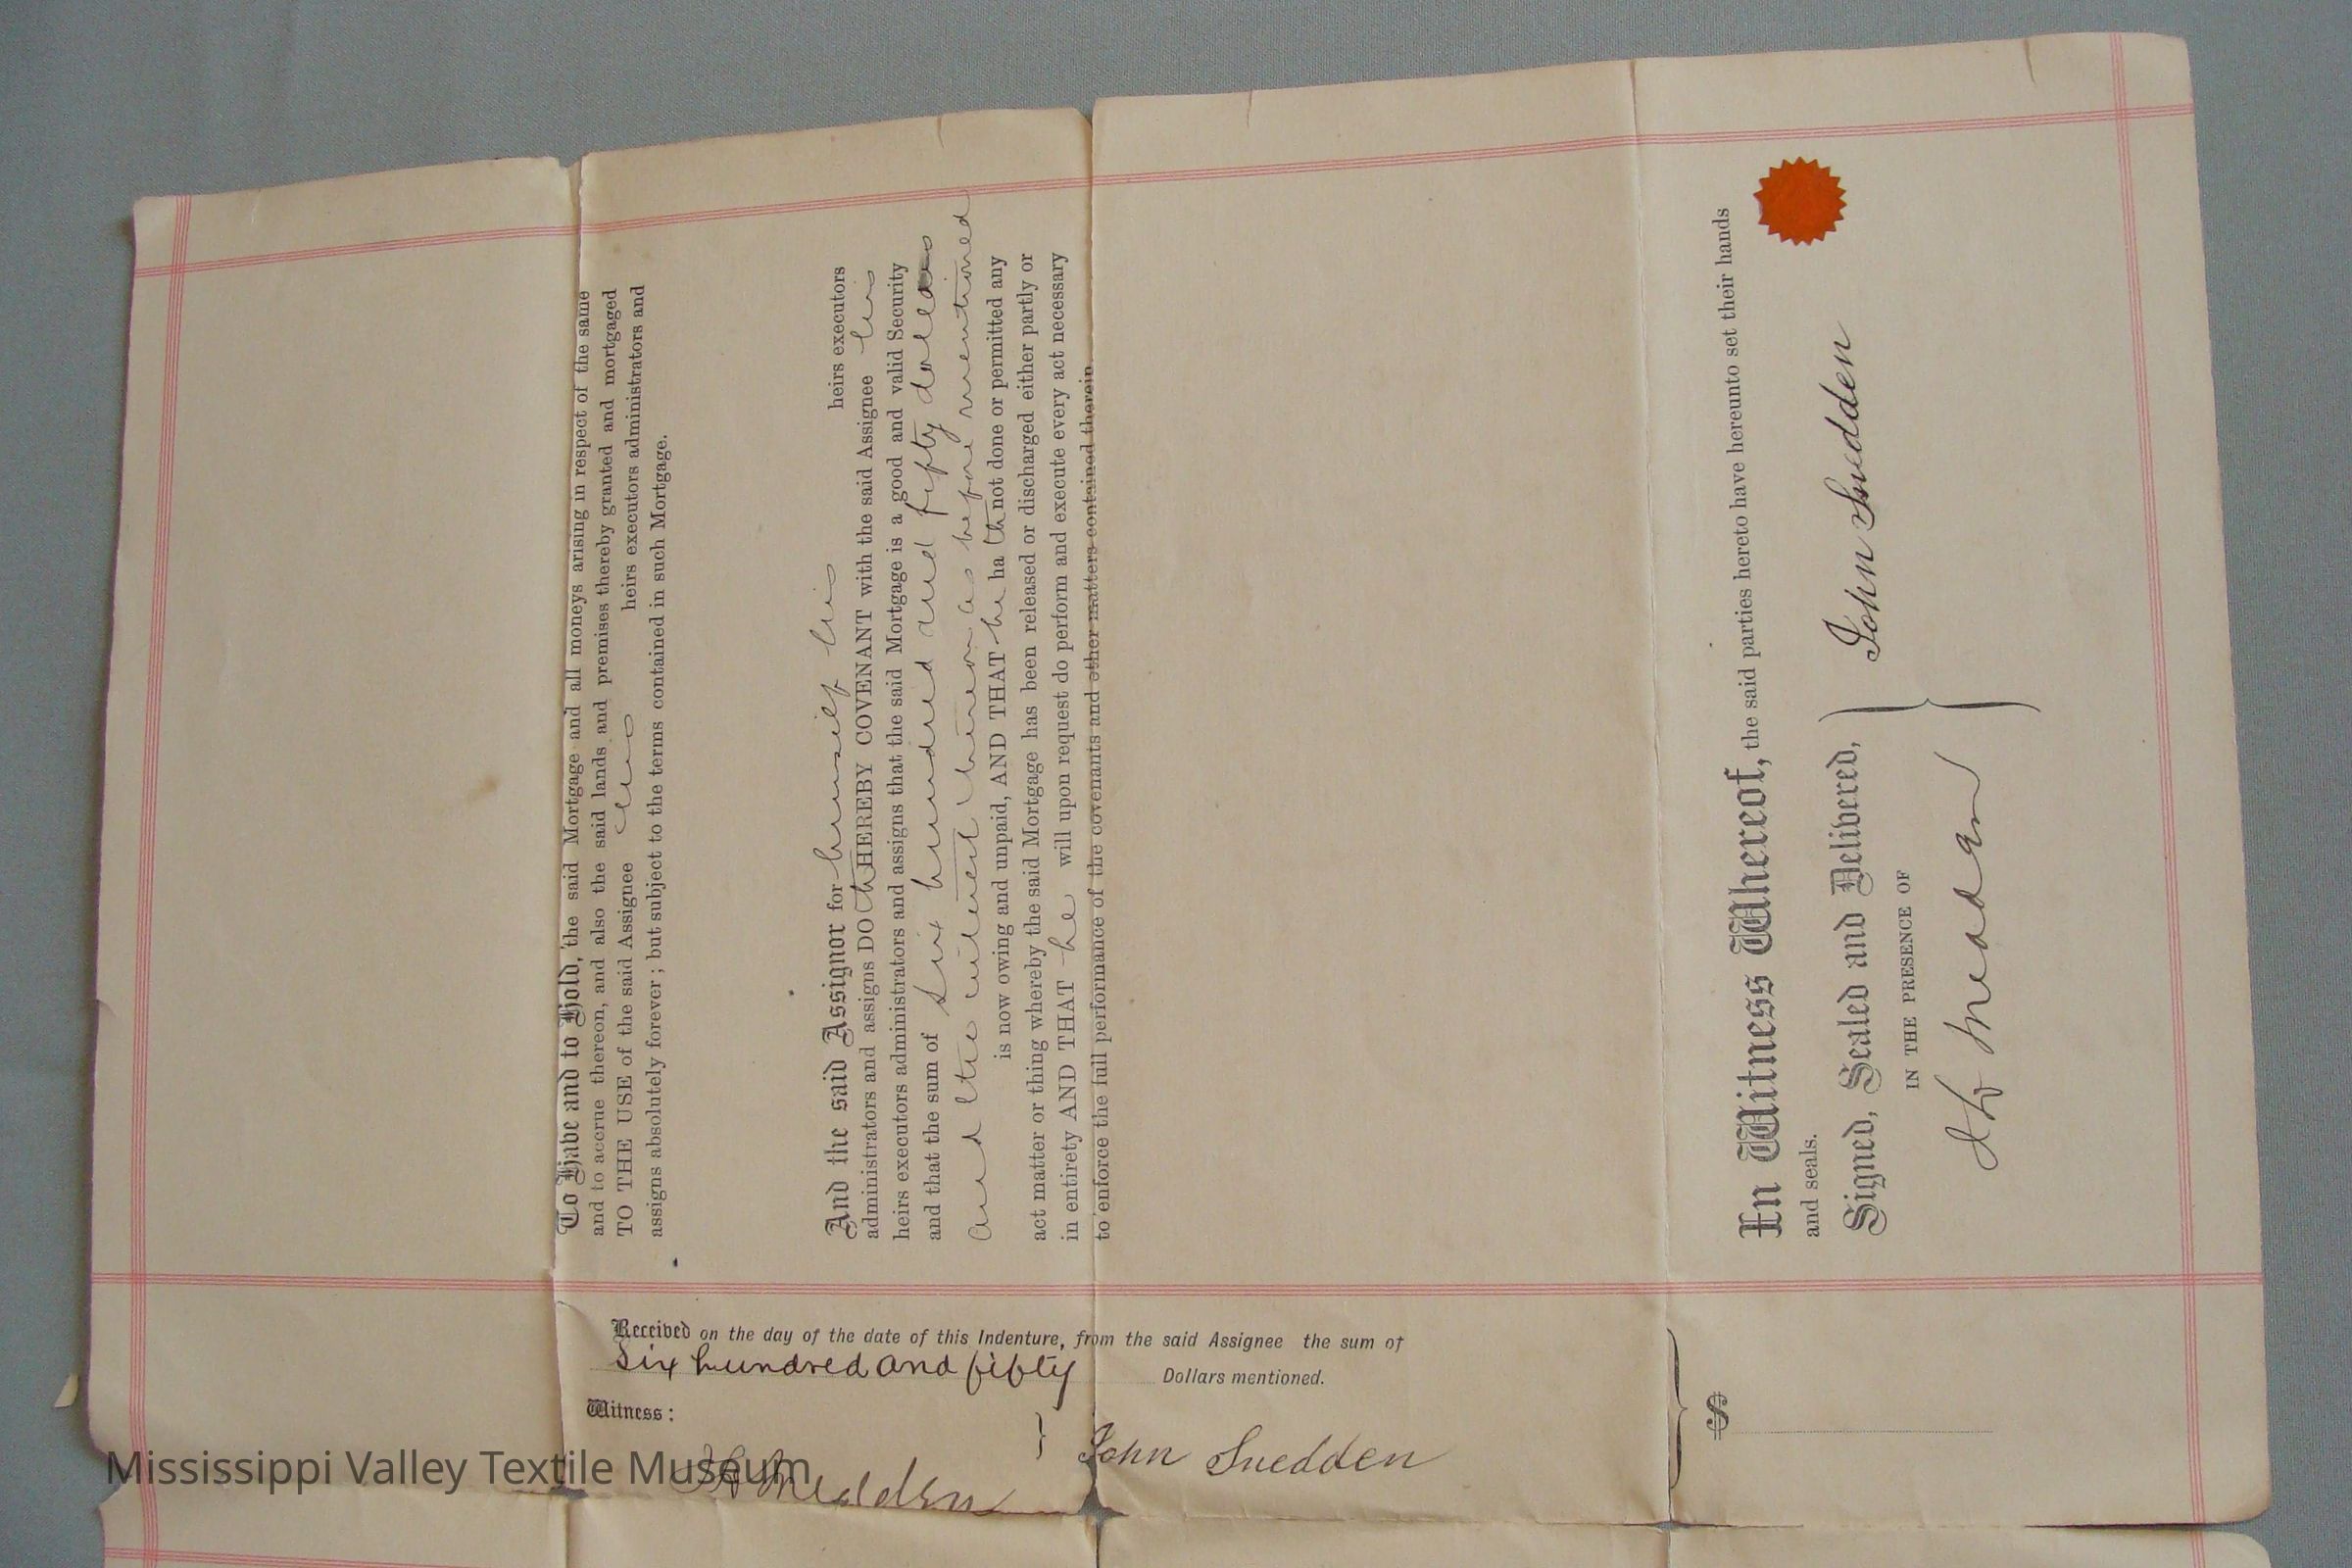 To Have and to Hold, the said Mortgage and all moneys arising in respect of the same
and to accrue thereon, and also the said lands and premises thereby granted and mortgaged
TO THE USE of the said Assignee his heirs executors administrators and
assigns absolutely forever; but subject to the terms contained in such Mortgage.
And the said Assignor for himself his heirs executors
administrators and assigns DOth HEREBY COVENANT with the said Assignee his
heirs executors administrators and assigns that the said Mortgage is a good and valid Security
and that the sum of Six hundred and fifty dollars
and the interest thereon as before mentioned
is now owing and unpaid, AND THAT he ha th not done or permitted any
act matter or thing whereby the said Mortgage has been released or discharged either partly or
in entirety AND THAT he will upon request do perform and execute every act necessary
to enforce the full performance of the covenants and other matters contained therein.
In Witness Whereof, the said parties hereto have hereunto set their hands
and seals.
Signed, Sealed and Delivered,
IN THE PRESENCE OF
John Snedden
Received on the day of the date of this Indenture, from the said Assignee the sum of
Six hundred and fifty Dollars mentioned.
Witness:
John Snedden
$
Mississippi Valley Textile Museum